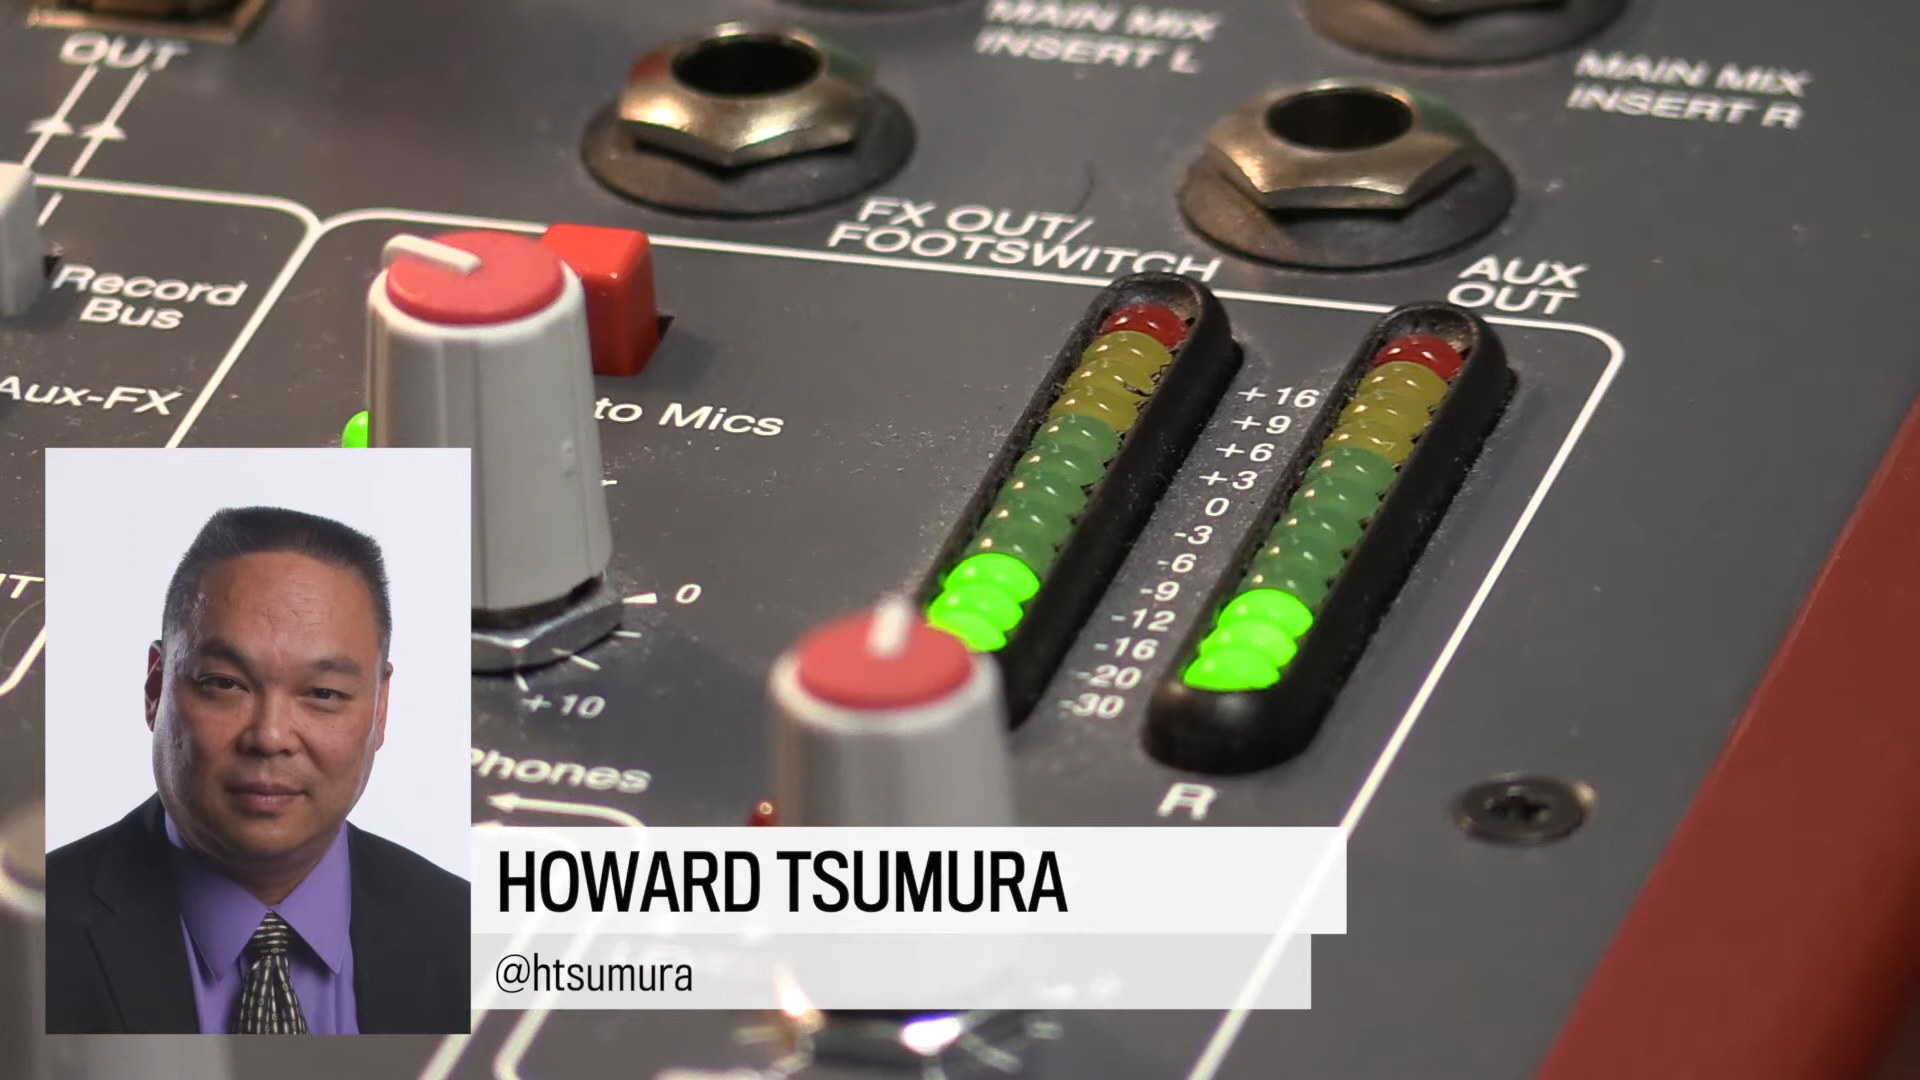 OUT
MAIN MIX
INSERT L
MAIN MIX
INSERT R
FX OUT/
FOOTSWITCH
AUX
OUT
Record
Bus
Aux-FX
to Mics
+16
+9
+6
+3
0
-3
-6
-9
-12
-16
-20
-30
R
0
+10
Phones
HOWARD TSUMURA
@htsumura